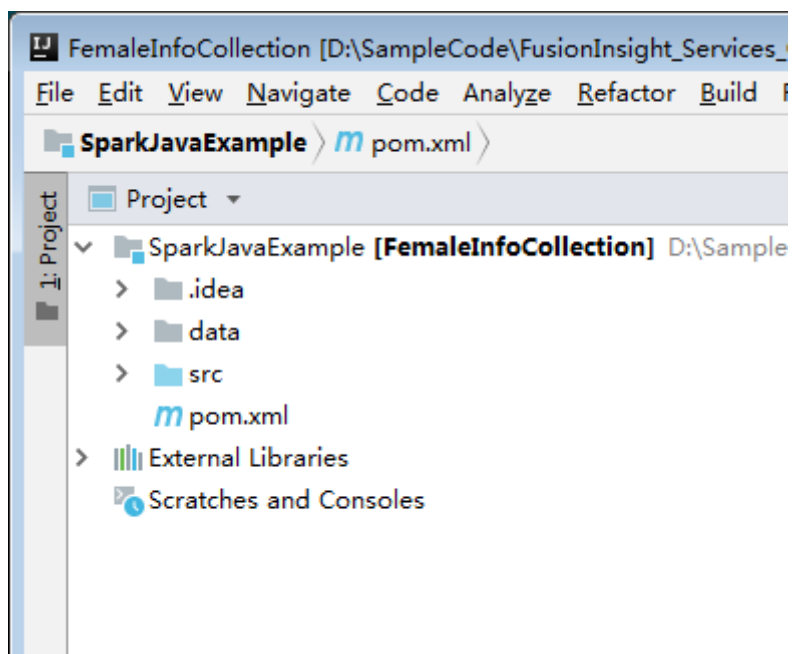 IJ FemaleInfoCollection [D:\SampleCode\FusionInsight_Services_
File Edit View Navigate Code Analyze Refactor Build
SparkJavaExample m pom.xml
1: Project
Project
SparkJavaExample [FemaleInfoCollection] D:\Sample
.idea
data
src
m pom.xml
External Libraries
Scratches and Consoles